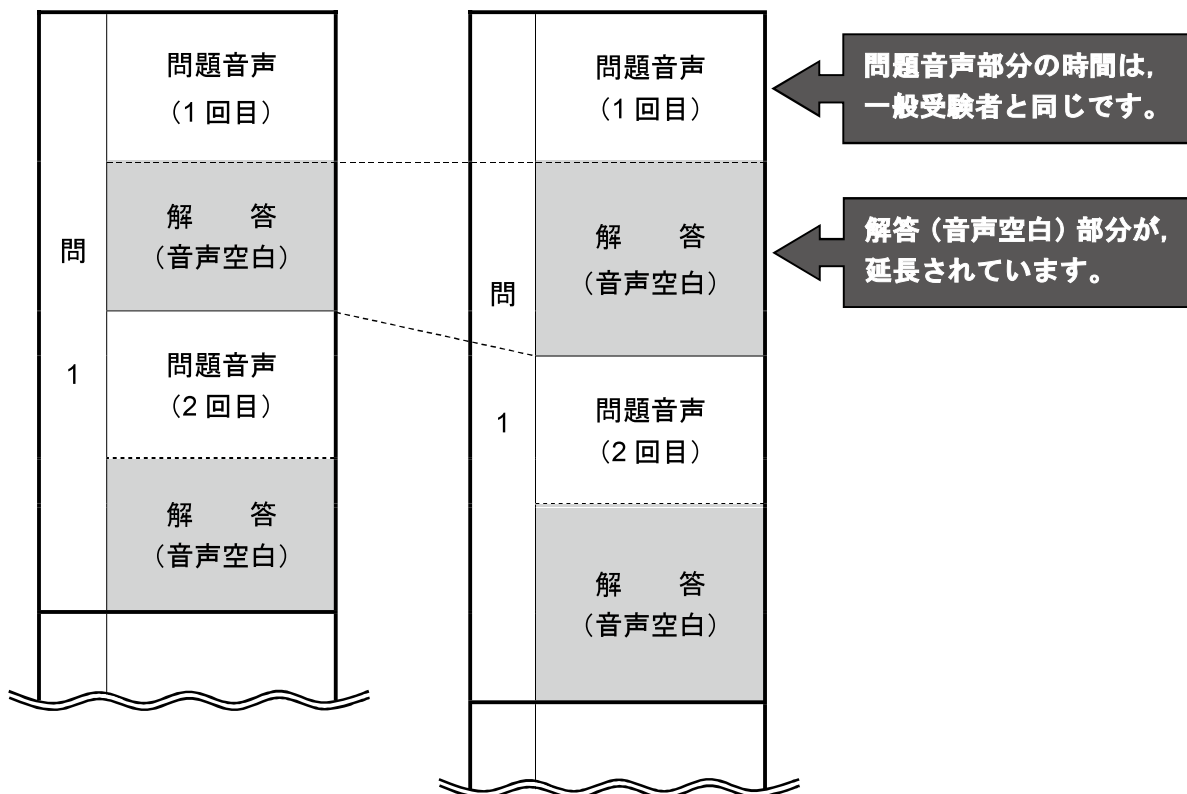 問
1
問題音声
（1 回目）
解　　答
（音声空白）
問題音声
（2 回目）
解　　答
（音声空白）
問
1
問題音声
（1 回目）
解　　答
（音声空白）
問題音声
（2 回目）
解　　答
（音声空白）
問題音声部分の時間は，
一般受験者と同じです。
解答（音声空白）部分が，
延長されています。